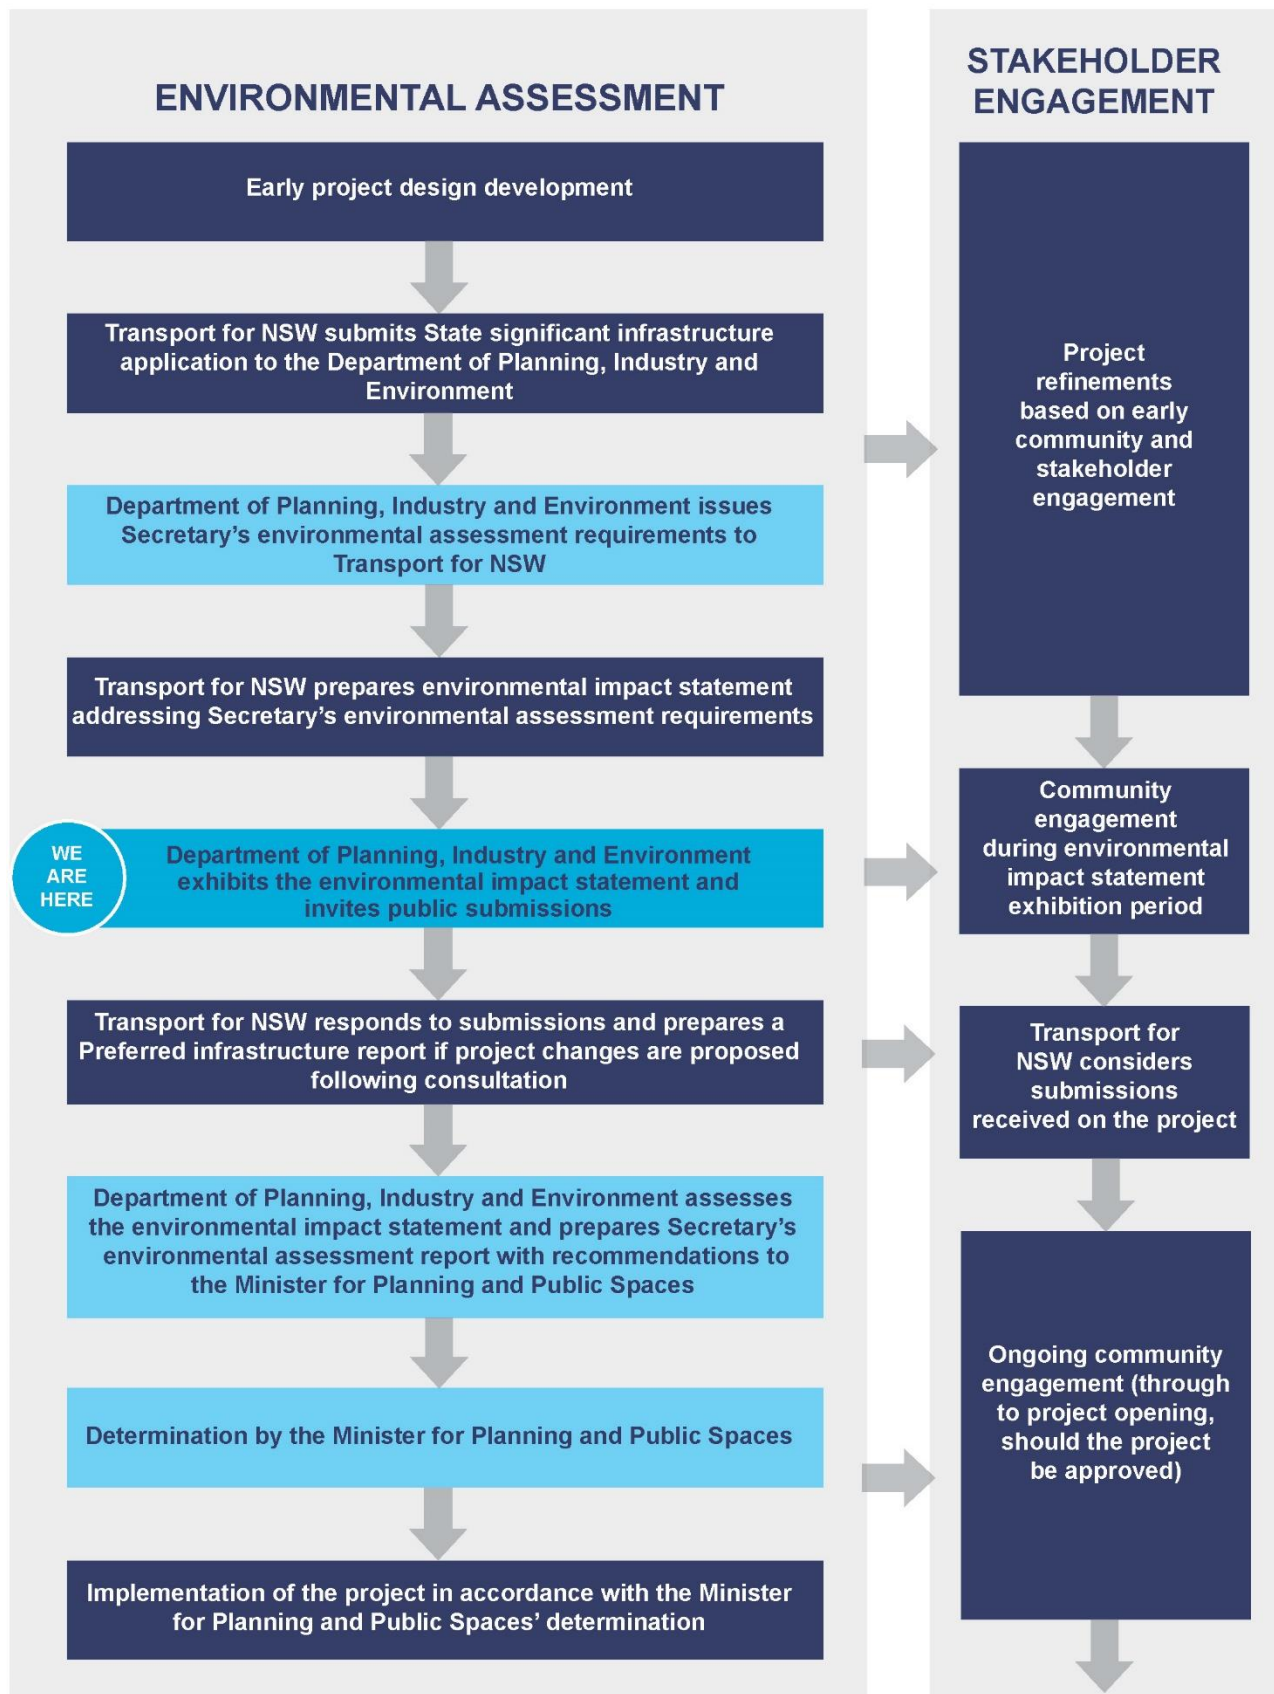 ENVIRONMENTAL ASSESSMENT
Early project design development
Transport for NSW submits State significant infrastructure
application to the Department of Planning, Industry and
Environment
Department of Planning, Industry and Environment issues
Secretary’s environmental assessment requirements to
Transport for NSW
Transport for NSW prepares environmental impact statement
addressing Secretary’s environmental assessment requirements
WE
ARE
HERE
Department of Planning, Industry and Environment
exhibits the environmental impact statement and
invites public submissions
Transport for NSW responds to submissions and prepares a
Preferred infrastructure report if project changes are proposed
following consultation
Department of Planning, Industry and Environment assesses
the environmental impact statement and prepares Secretary’s
environmental assessment report with recommendations to
the Minister for Planning and Public Spaces
Determination by the Minister for Planning and Public Spaces
Implementation of the project in accordance with the Minister
for Planning and Public Spaces’ determination
STAKEHOLDER
ENGAGEMENT
Project
refinements
based on early
community and
stakeholder
engagement
Community
engagement
during environmental
impact statement
exhibition period
Transport for
NSW considers
submissions
received on the project
Ongoing community
engagement (through
to project opening,
should the project
be approved)